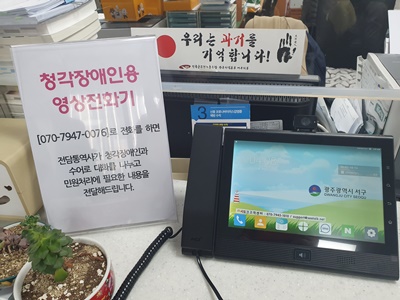 우리는 과거를
기억합니다!
청각장애인용
영상전화기
[070-7947-0076]로 전화를 하면
전담통역사가 청각장애인과
수어로 대화를 나누고
민원처리에 필요한 내용을
전달해드립니다.
3
광주광역시 서구
GWANGJU CITY SEOGU